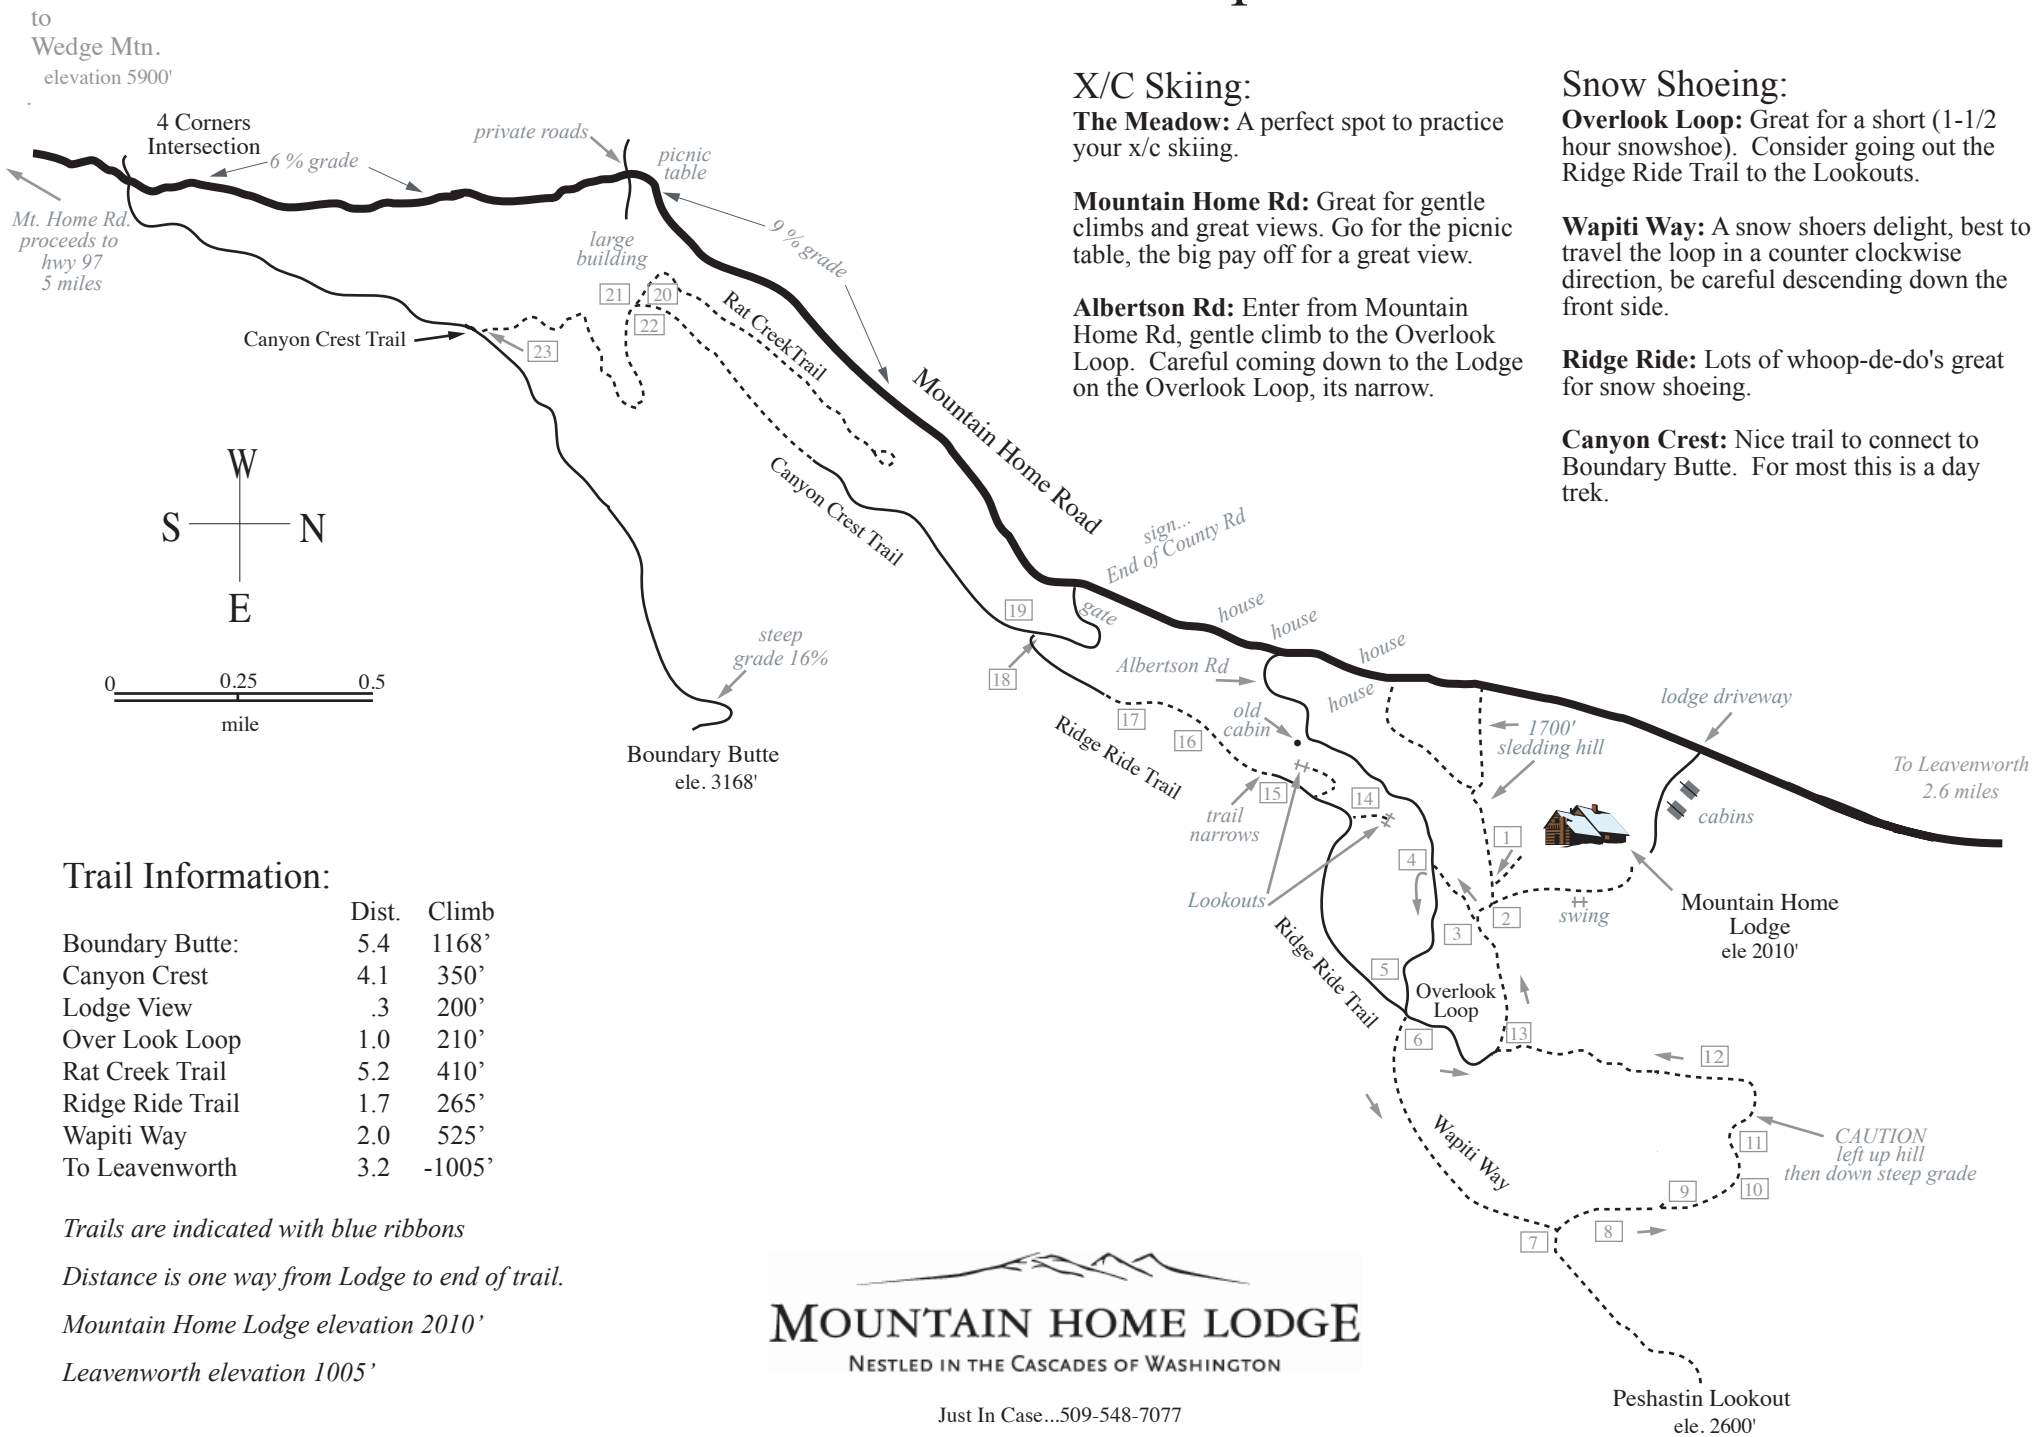 to
Wedge Mtn.
elevation 5900'
4 Corners
Intersection
6 % grade
private roads
picnic
table
Mt. Home Rd.
proceeds to
hwy 97
5 miles
large
building
9 % grade
21
20
22
23
Rat CreekTrail
Canyon Crest Trail
Mountain Home Road
Canyon Crest Trail
W
S
N
E
0
0.25
0.5
mile
steep
grade 16%
Boundary Butte
ele. 3168'
X/C Skiing:
The Meadow: A perfect spot to practice
your x/c skiing.
Mountain Home Rd: Great for gentle
climbs and great views. Go for the picnic
table, the big pay off for a great view.
Albertson Rd: Enter from Mountain
Home Rd, gentle climb to the Overlook
Loop.  Careful coming down to the Lodge
on the Overlook Loop, its narrow.
Snow Shoeing:
Overlook Loop: Great for a short (1-1/2
hour snowshoe).  Consider going out the
Ridge Ride Trail to the Lookouts.
Wapiti Way: A snow shoers delight, best to
travel the loop in a counter clockwise
direction, be careful descending down the
front side.
Ridge Ride: Lots of whoop-de-do's great
for snow shoeing.
Canyon Crest: Nice trail to connect to
Boundary Butte.  For most this is a day
trek.
sign...
End of County Rd
19
gate
house
house
house
house
18
Albertson Rd
17
16
old
cabin
Ridge Ride Trail
15
14
trail
narrows
1700'
sledding hill
lodge driveway
To Leavenworth
2.6 miles
cabins
1
4
Lookouts
2
3
swing
Mountain Home
Lodge
ele 2010'
Ridge Ride Trail
5
Overlook
Loop
6
13
12
CAUTION
left up hill
then down steep grade
11
10
9
8
7
Wapiti Way
Peshastin Lookout
ele. 2600'
Trail Information:
Dist. Climb
Boundary Butte: 5.4 1168’
Canyon Crest 4.1 350’
Lodge View .3 200’
Over Look Loop 1.0 210’
Rat Creek Trail 5.2 410’
Ridge Ride Trail 1.7 265’
Wapiti Way 2.0 525’
To Leavenworth 3.2 -1005’
Trails are indicated with blue ribbons
Distance is one way from Lodge to end of trail.
Mountain Home Lodge elevation 2010’
Leavenworth elevation 1005’
MOUNTAIN HOME LODGE
NESTLED IN THE CASCADES OF WASHINGTON
Just In Case...509-548-7077